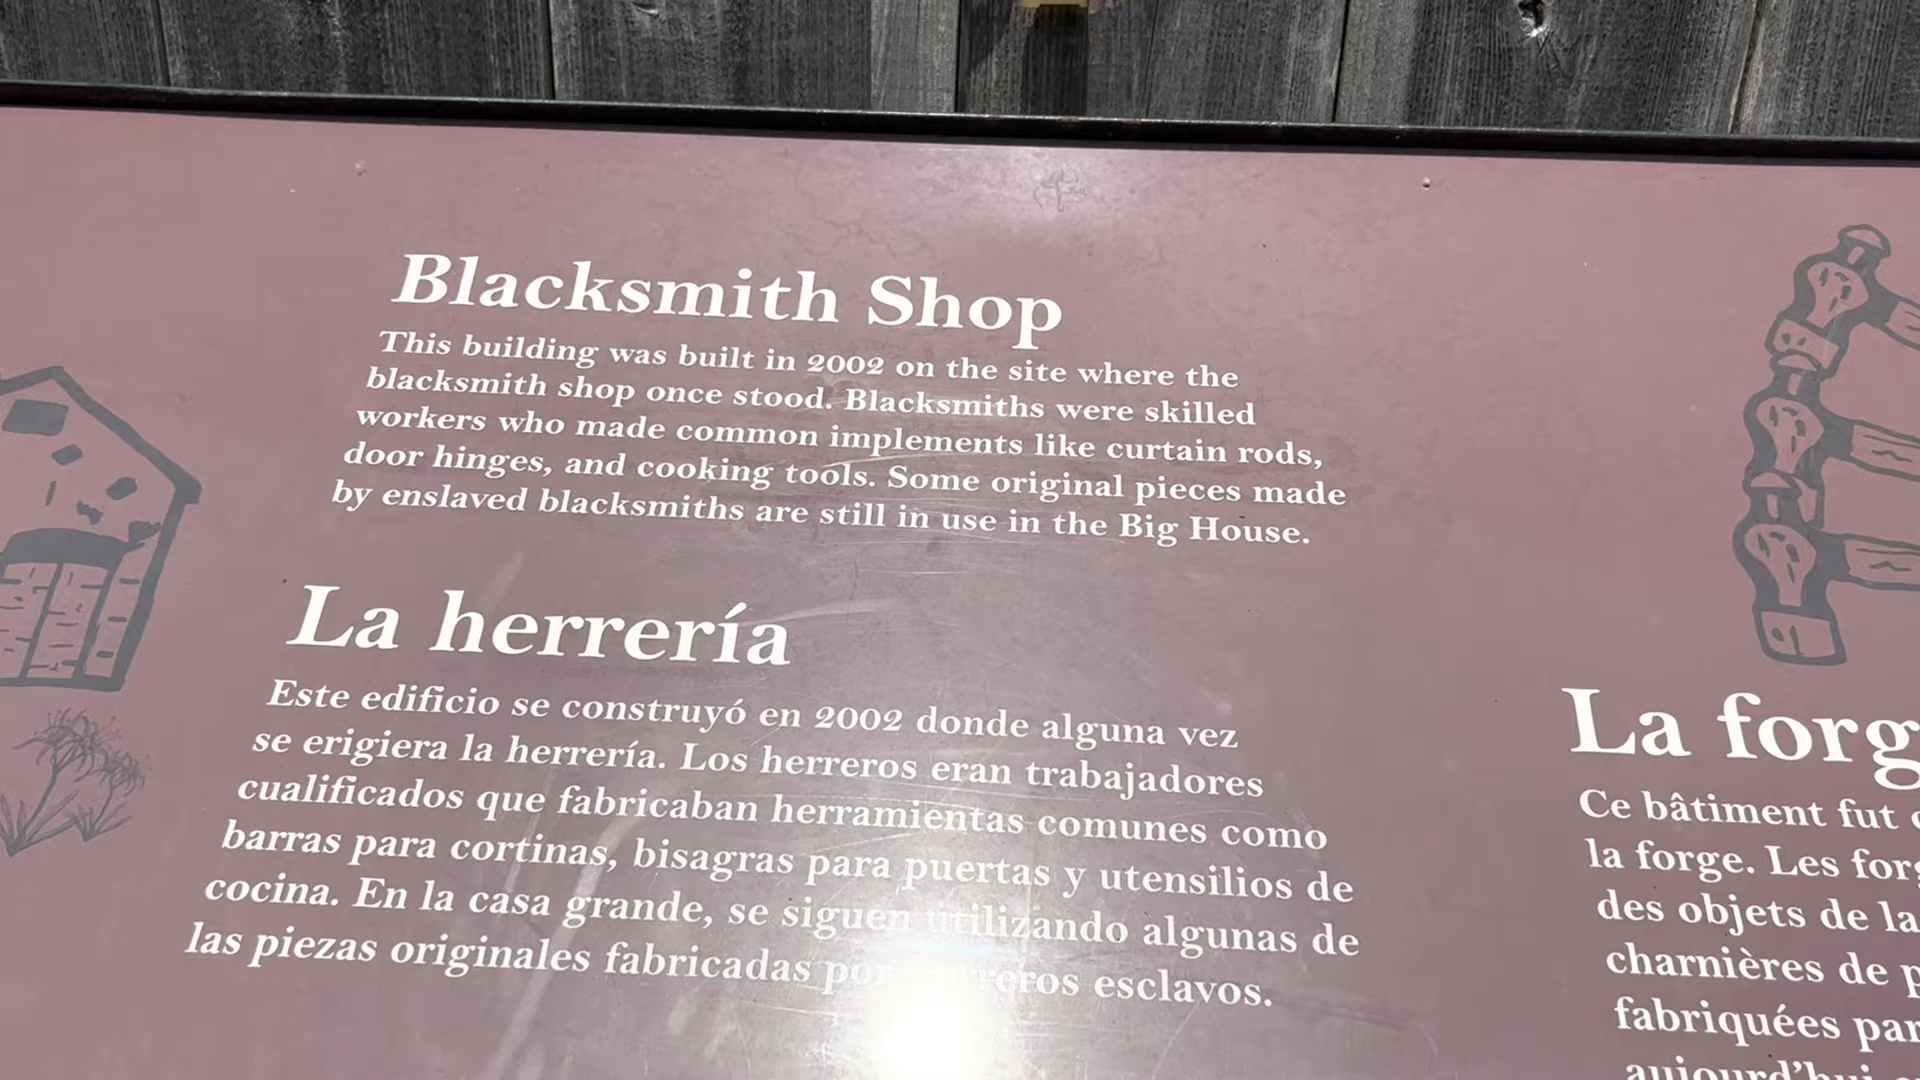 Blacksmith Shop
This building was built in 2002 on the site where the
blacksmith shop once stood. Blacksmiths were skilled
workers who made common implements like curtain rods,
door hinges, and cooking tools. Some original pieces made
by enslaved blacksmiths are still in use in the Big House.
La herrería
Este edificio se construyó en 2002 donde alguna vez
se erigiera la herrería. Los herreros eran trabajadores
cualificados que fabricaban herramientas comunes como
barras para cortinas, bisagras para puertas y utensilios de
cocina. En la casa grande, se siguen utilizando algunas de
las piezas originales fabricadas esclavos.
La forg
Ce bâtiment fut
la forge. Les forg
des objets de la
charnières de p
fabriquées par
aujourd'hui